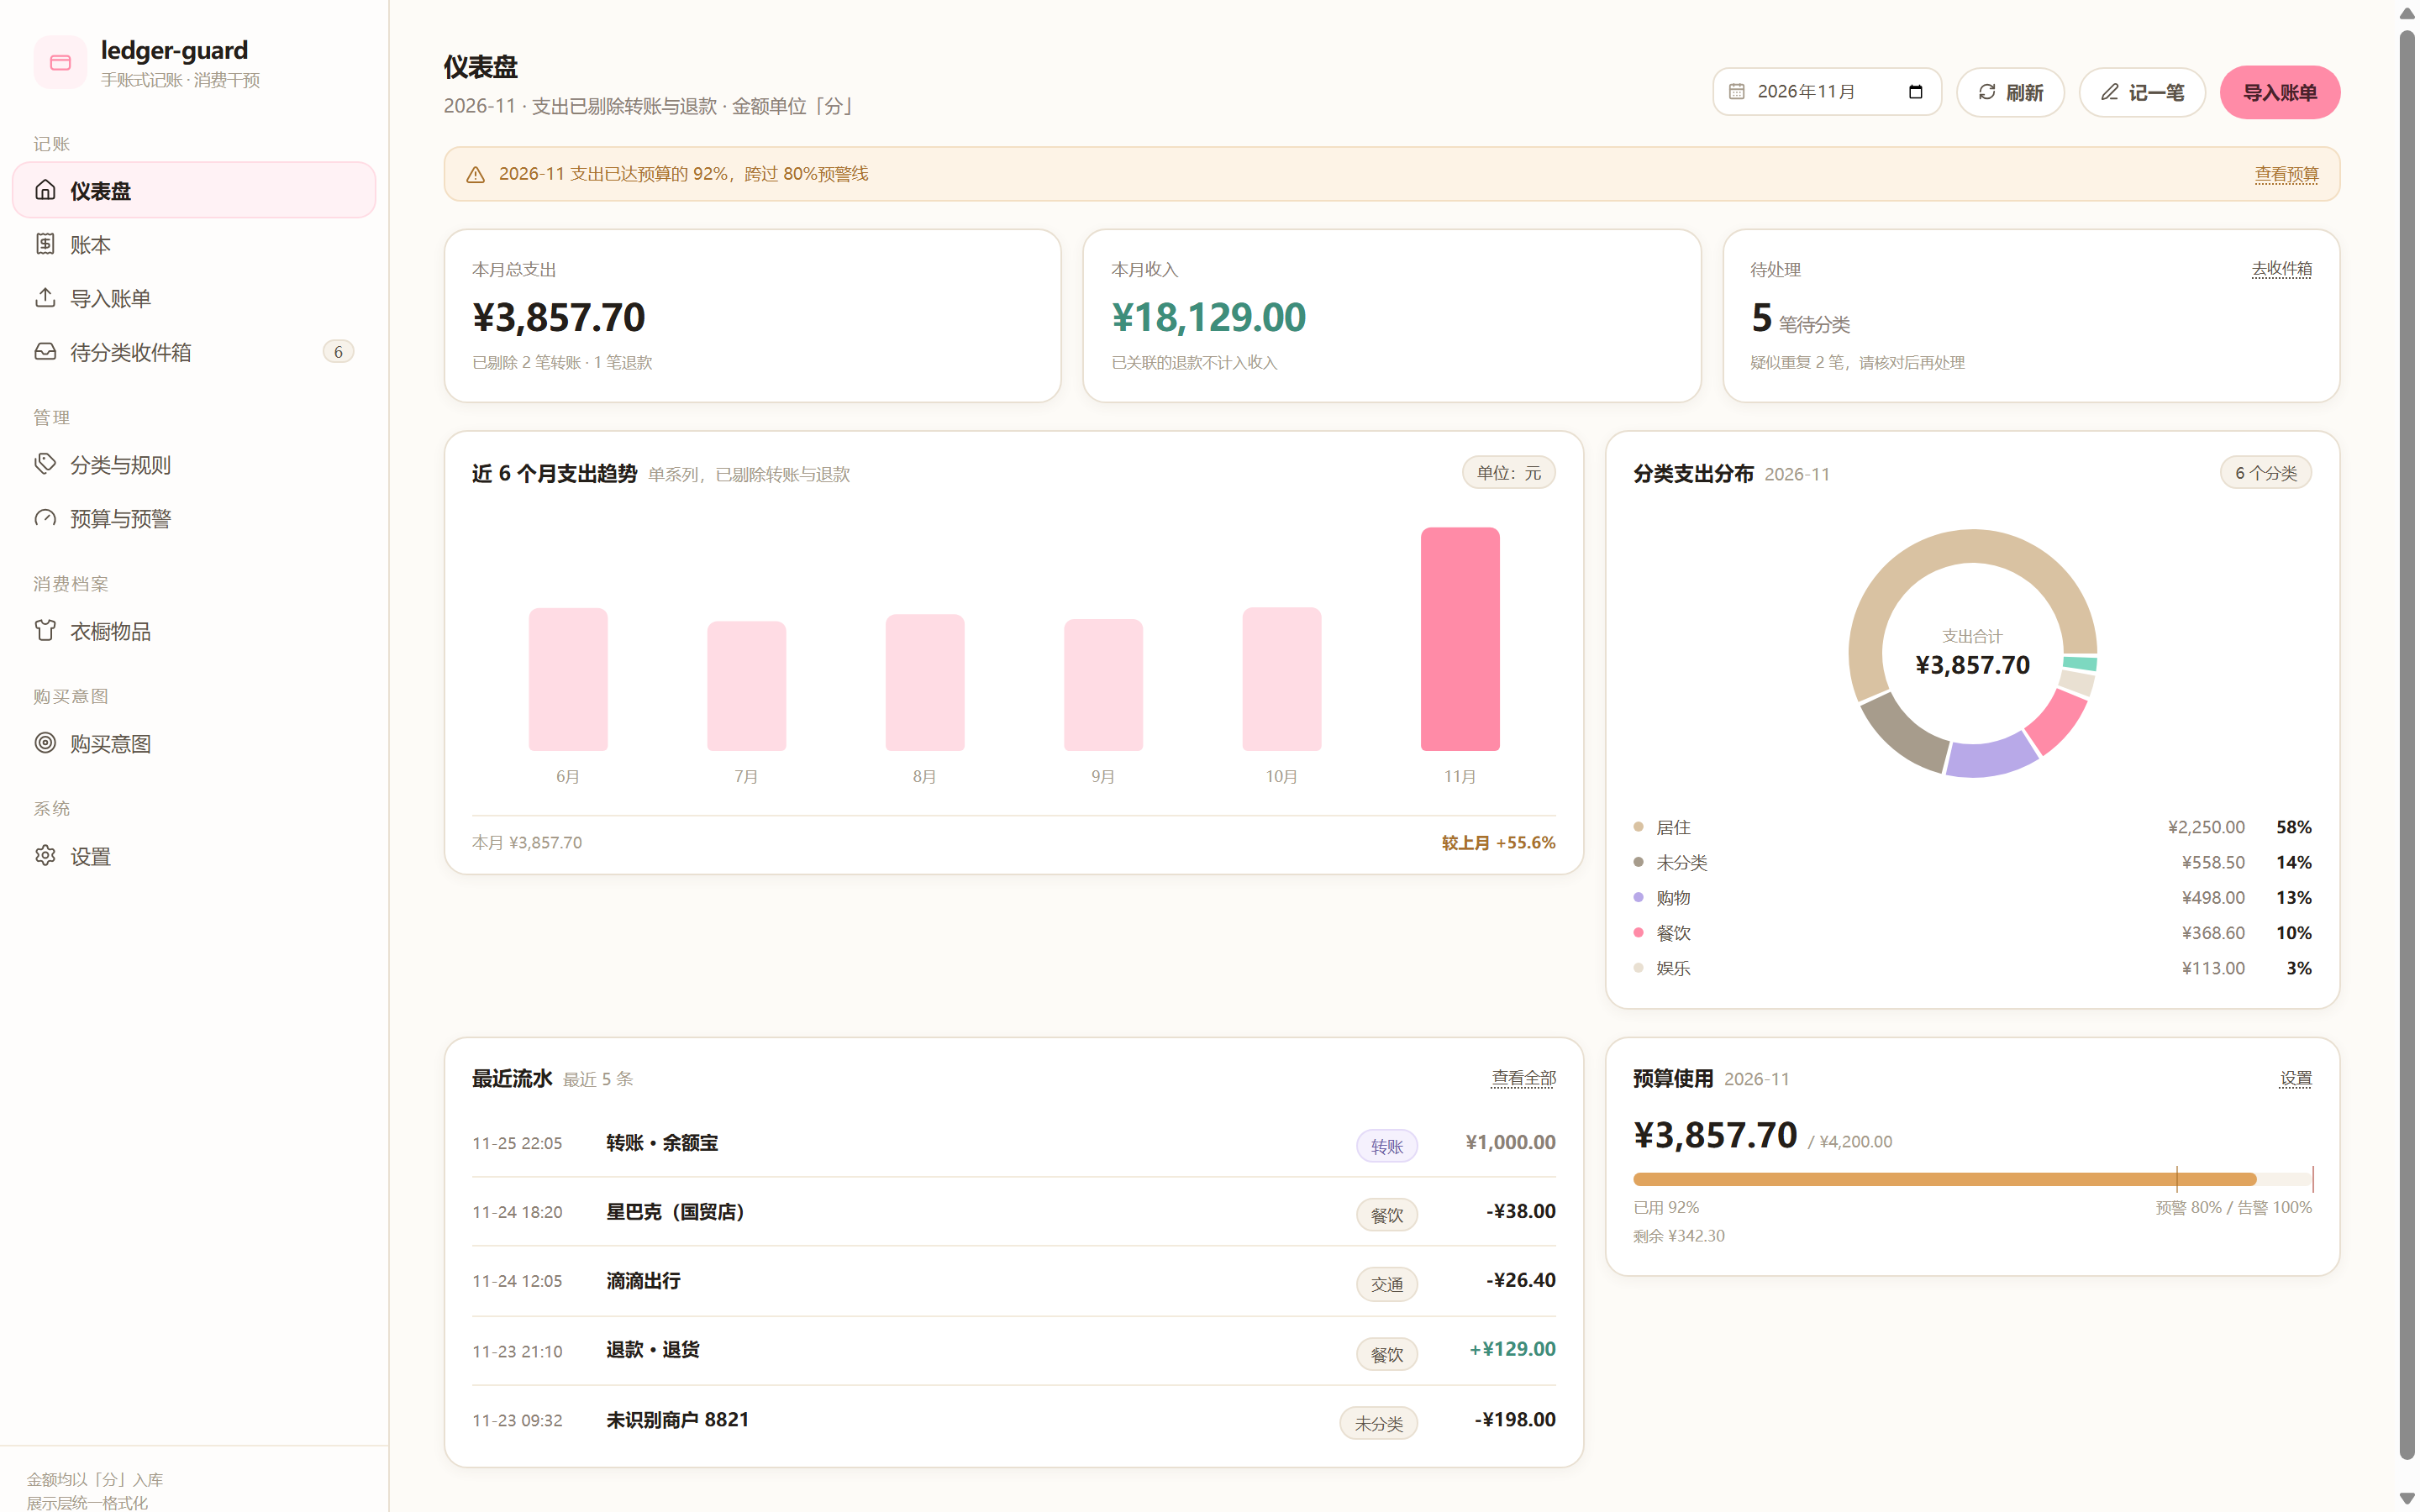 ledger-guard
手账式记账 · 消费干预
记账
仪表盘
账本
导入账单
待分类收件箱 6
管理
分类与规则
预算与预警
消费档案
衣橱物品
购买意图
购买意图
系统
设置
金额均以「分」入库
展示层统一格式化
仪表盘
2026-11 · 支出已剔除转账与退款 · 金额单位「分」
2026年11月
刷新
记一笔
导入账单
2026-11 支出已达预算的 92%，跨过 80%预警线
查看预算
本月总支出
¥3,857.70
已剔除 2 笔转账 · 1 笔退款
本月收入
¥18,129.00
已关联的退款不计入收入
待处理 去收件箱
5 笔待分类
疑似重复 2 笔，请核对后再处理
近 6 个月支出趋势 单系列，已剔除转账与退款 单位：元
6月 7月 8月 9月 10月 11月
本月 ¥3,857.70 较上月 +55.6%
分类支出分布 2026-11 6 个分类
支出合计
¥3,857.70
居住 ¥2,250.00 58%
未分类 ¥558.50 14%
购物 ¥498.00 13%
餐饮 ¥368.60 10%
娱乐 ¥113.00 3%
最近流水 最近 5 条 查看全部
11-25 22:05 转账 • 余额宝 转账 ¥1,000.00
11-24 18:20 星巴克（国贸店） 餐饮 -¥38.00
11-24 12:05 滴滴出行 交通 -¥26.40
11-23 21:10 退款 • 退货 餐饮 +¥129.00
11-23 09:32 未识别商户 8821 未分类 -¥198.00
预算使用 2026-11 设置
¥3,857.70 / ¥4,200.00
已用 92% 预警 80% / 告警 100%
剩余 ¥342.30